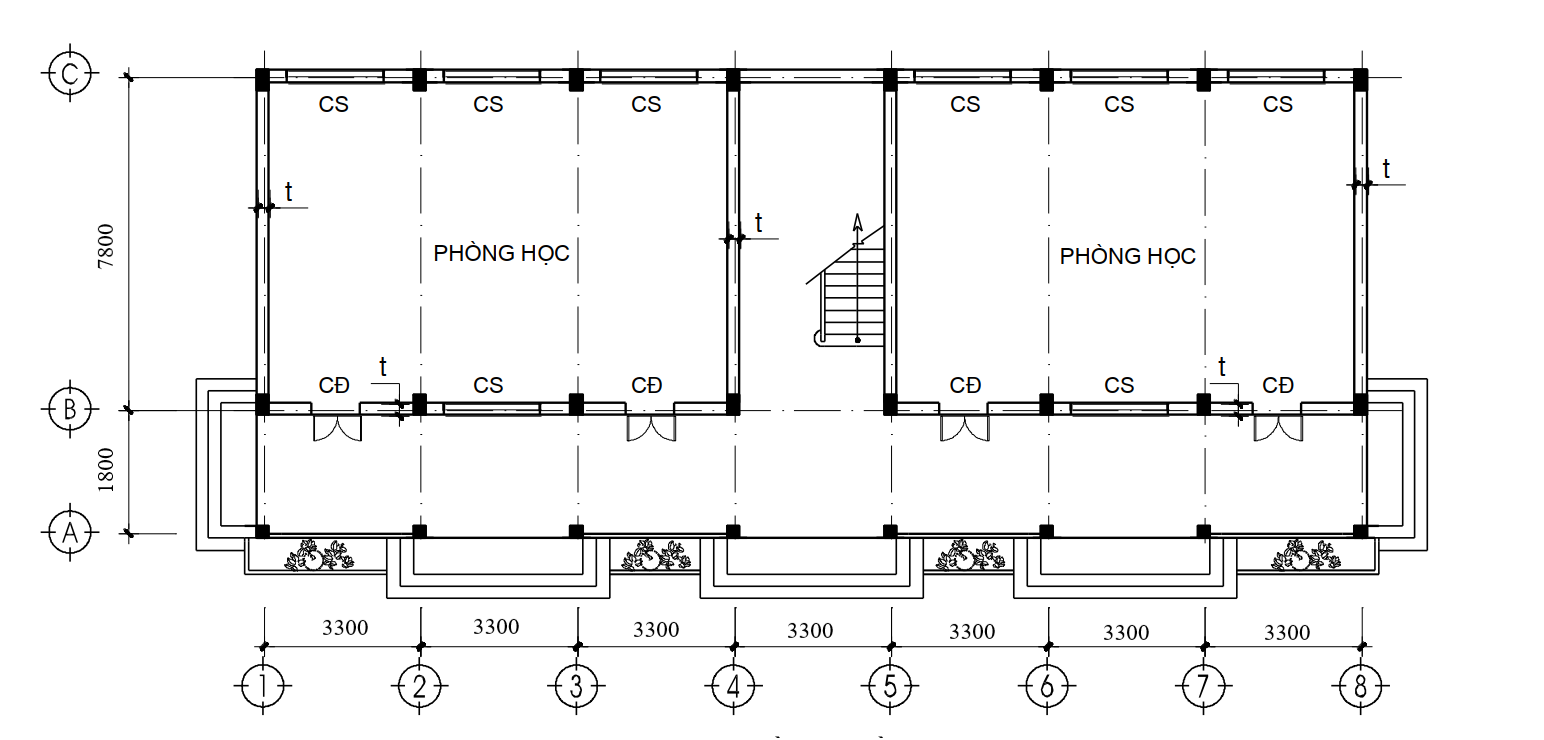 C
CS CS CS CS CS CS
t
t
t
7800
PHÒNG HỌC PHÒNG HỌC
t t
CĐ CS CĐ CĐ CS CĐ
B
1800
A
3300 3300 3300 3300 3300 3300 3300
1 2 3 4 5 6 7 8